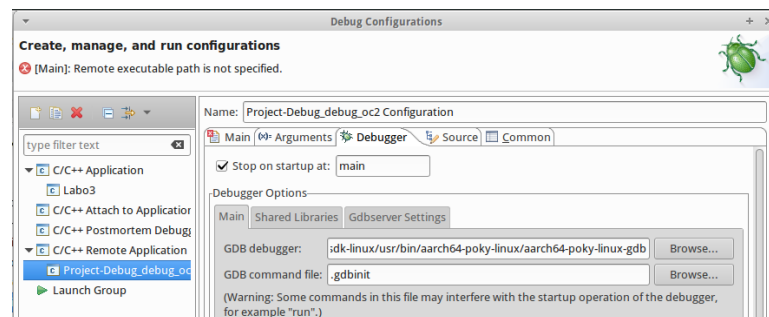 Debug Configurations
Create, manage, and run configurations
[Main]: Remote executable path is not specified.
Name: Project-Debug_debug_oc2 Configuration
Main (x)= Arguments Debugger Source Common
type filter text
Stop on startup at: main
C/C++ Application
Labo3
C/C++ Attach to Application
C/C++ Postmortem Debugg
C/C++ Remote Application
Project-Debug_debug_oc
Launch Group
Debugger Options
Main Shared Libraries Gdbserver Settings
GDB debugger: dk-linux/usr/bin/aarch64-poky-linux/aarch64-poky-linux-gdb Browse...
GDB command file: .gdbinit Browse...
(Warning: Some commands in this file may interfere with the startup operation of the debugger,
for example "run".)